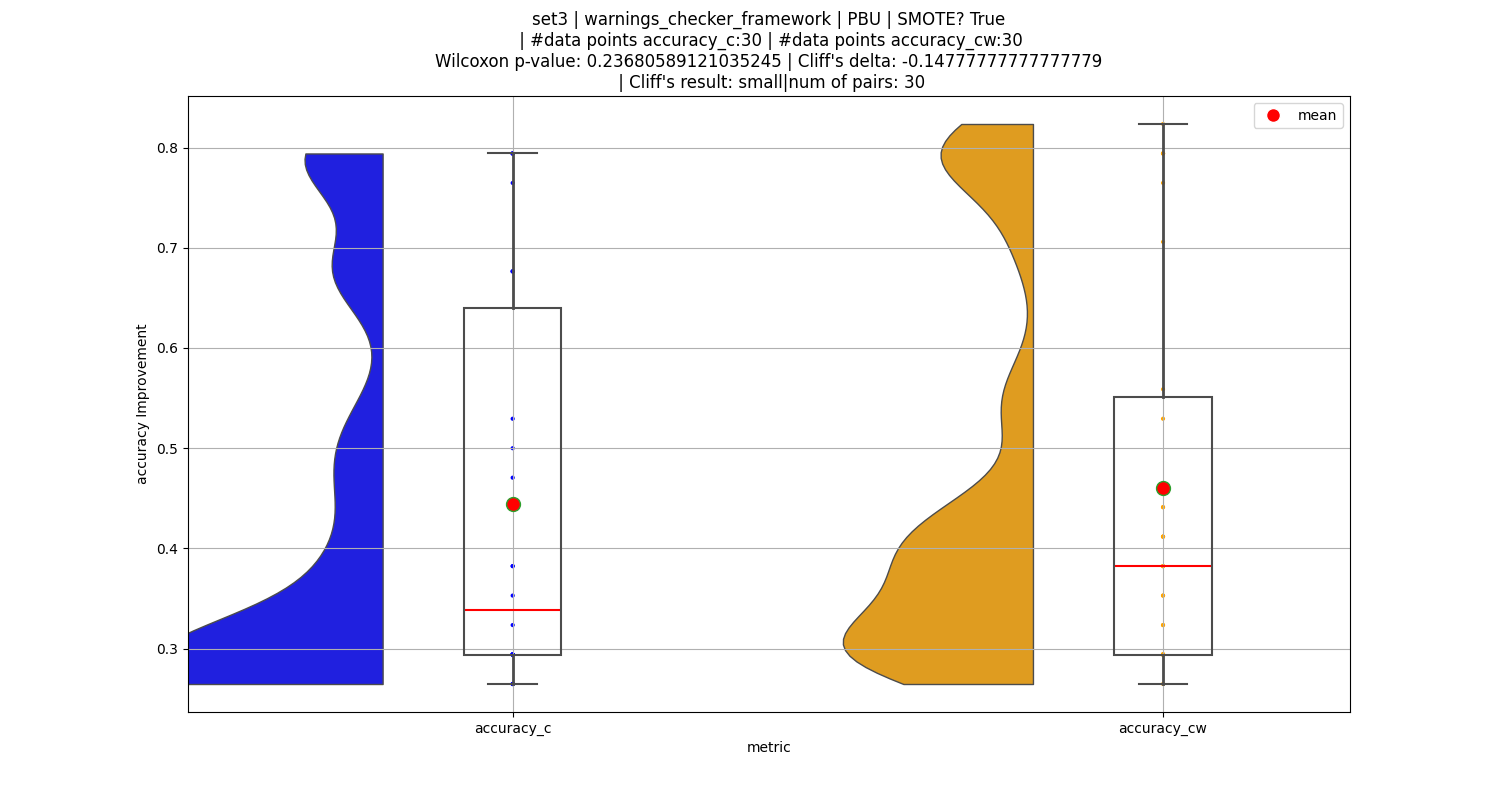 set3 | warnings_checker_framework | PBU | SMOTE? True
| #data points accuracy_c:30 | #data points accuracy_cw:30
Wilcoxon p-value: 0.23680589121035245 | Cliff's delta: -0.14777777777777779
| Cliff's result: small|num of pairs: 30
mean
accuracy Improvement
0.8
0.7
0.6
0.5
0.4
0.3
accuracy_c
accuracy_cw
metric